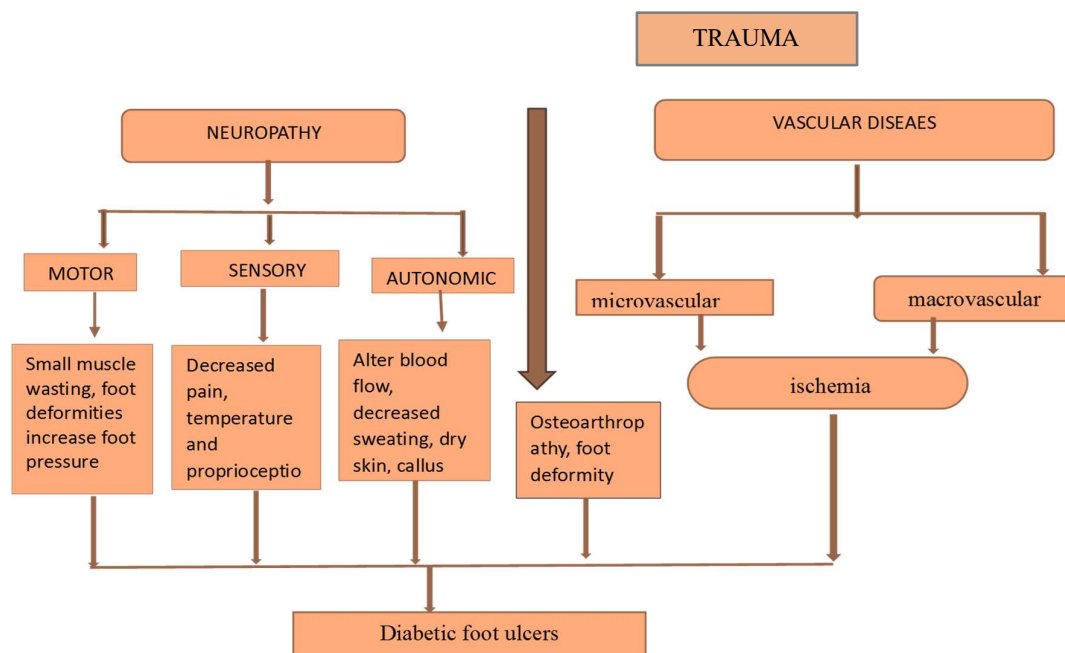 TRAUMA
NEUROPATHY
VASCULAR DISEAES
MOTOR
SENSORY
AUTONOMIC
microvascular
macrovascular
Small muscle
wasting, foot
deformities
increase foot
pressure
Decreased
pain,
temperature
and
proprioceptio
Alter blood
flow,
decreased
sweating, dry
skin, callus
Osteoarthrop
athy, foot
deformity
ischemia
Diabetic foot ulcers